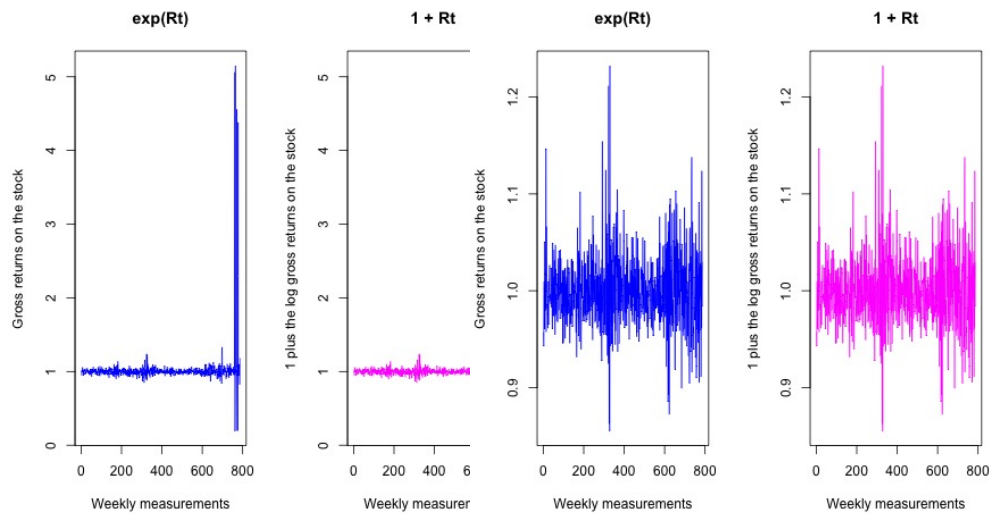 exp(Rt)
1 + Rt
exp(Rt)
1 + Rt
Gross returns on the stock
0
1
2
3
4
5
0 200 400 600 800
Weekly measurements
1 plus the log gross returns on the stock
0
1
2
3
4
5
0 200 400 6
Weekly measurer
Gross returns on the stock
0.9
1.0
1.1
1.2
0 200 400 600 800
Weekly measurements
1 plus the log gross returns on the stock
0.9
1.0
1.1
1.2
0 200 400 600 800
Weekly measurements